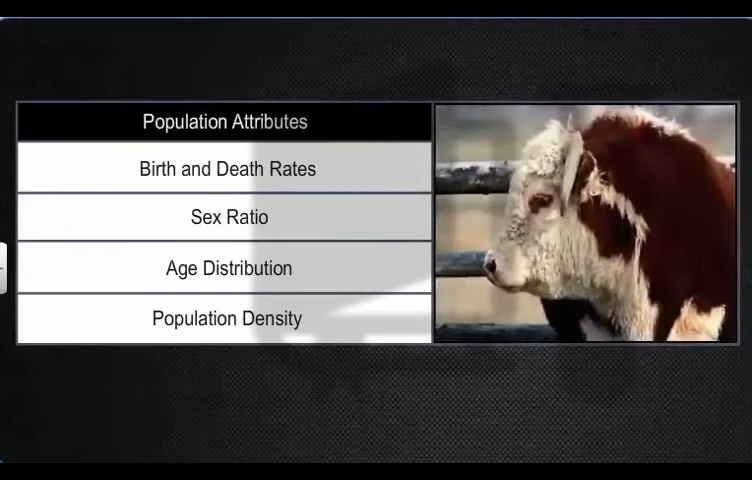 Population Attributes
Birth and Death Rates
Sex Ratio
Age Distribution
Population Density